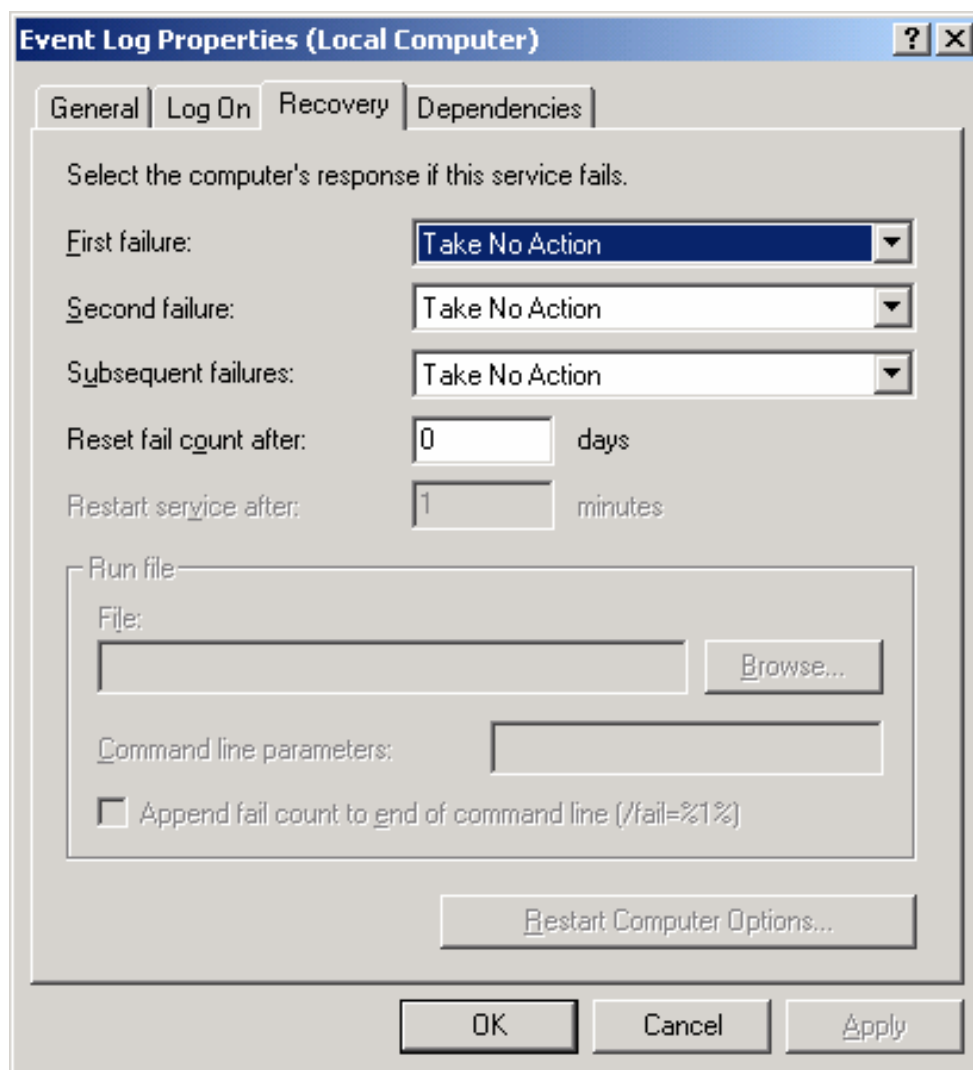 Event Log Properties (Local Computer)
General Log On Recovery Dependencies
Select the computer's response if this service fails.
First failure: Take No Action
Second failure: Take No Action
Subsequent failures: Take No Action
Reset fail count after: 0 days
Restart service after: 1 minutes
Run file
File:
Browse...
Command line parameters:
Append fail count to end of command line (/fail=%1%)
Restart Computer Options...
OK Cancel Apply